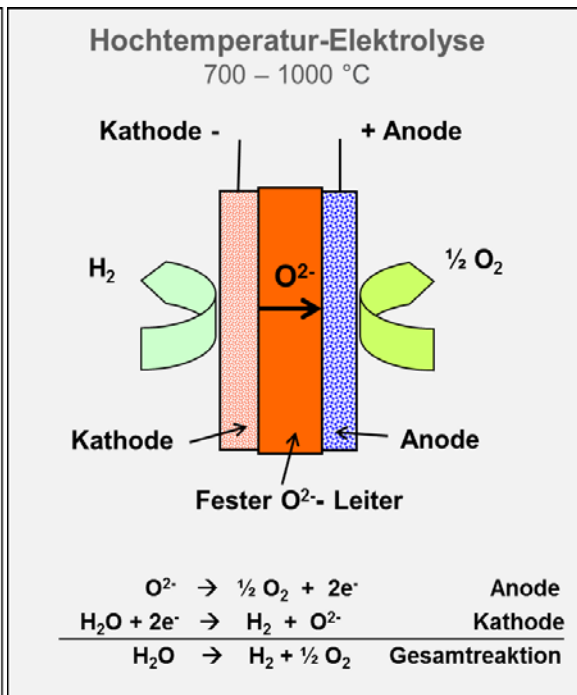 Hochtemperatur-Elektrolyse
700 – 1000 °C
Kathode - + Anode
H₂ ½ O₂
O²⁻
Kathode Anode
Fester O²⁻- Leiter
O²⁻ → ½ O₂ + 2e⁻ Anode
H₂O + 2e⁻ → H₂ + O²⁻ Kathode
H₂O → H₂ + ½ O₂ Gesamtreaktion